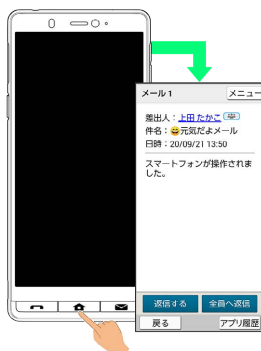 メール 1
メニュー
差出人：上田 たかこ
件名：😄元気だよメール
日時：20/09/21 13:50
スマートフォンが操作されま
した。
返信する
全員へ返信
戻る
アプリ履歴